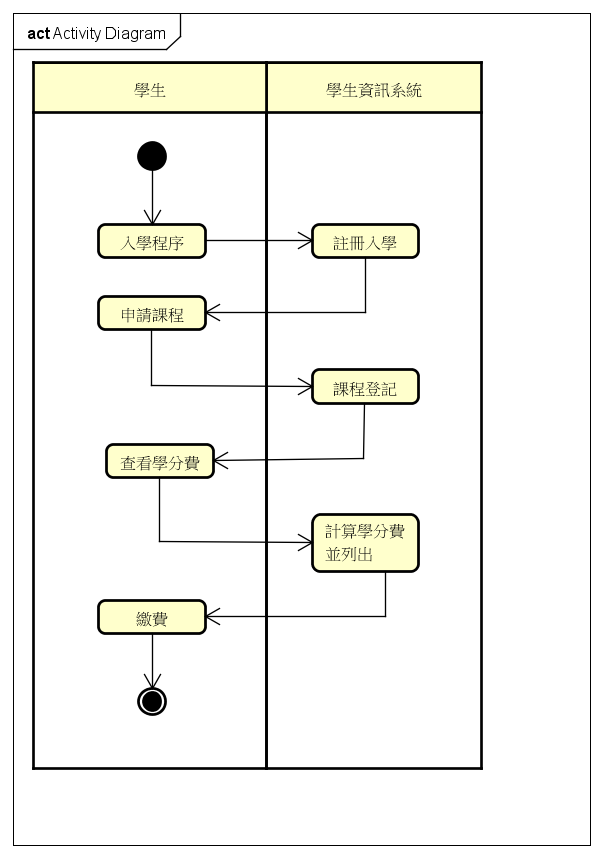 act Activity Diagram
學生
學生資訊系統
入學程序
註冊入學
申請課程
課程登記
查看學分費
計算學分費
並列出
繳費